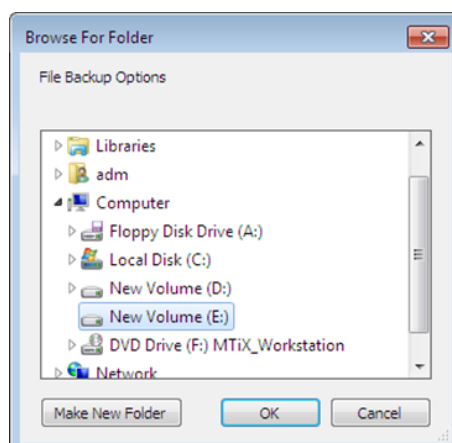 Browse For Folder
File Backup Options
Libraries
adm
Computer
Floppy Disk Drive (A:)
Local Disk (C:)
New Volume (D:)
New Volume (E:)
DVD Drive (F:) MTiX_Workstation
Network
Make New Folder
OK
Cancel